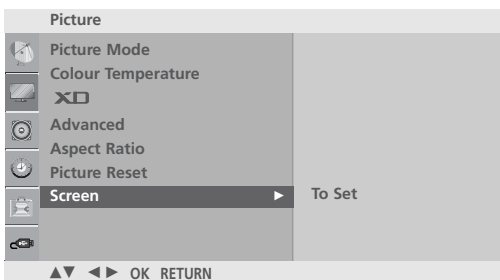 Picture
Picture Mode
Colour Temperature
XD
Advanced
Aspect Ratio
Picture Reset
Screen ► To Set
▲▼ ◄► OK RETURN